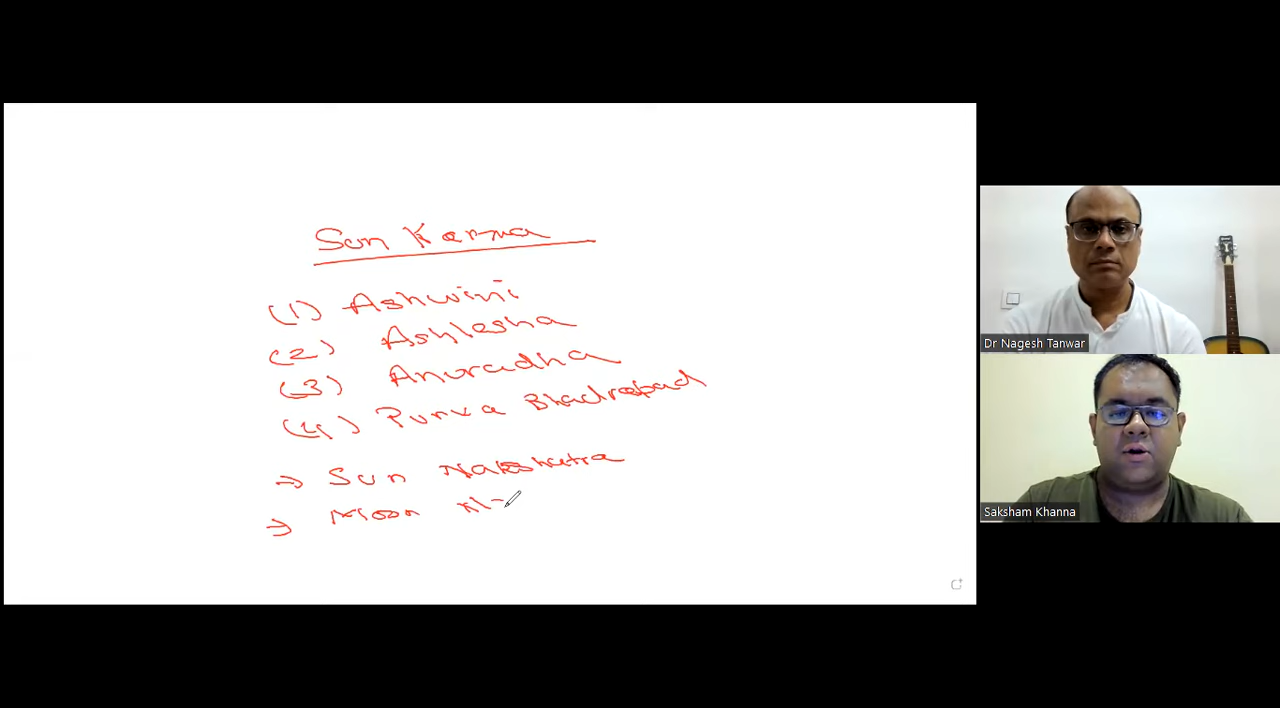 Sun Karma
(1) Ashwini
(2) Ashlesha
(3) Anuradha
(4) Purva Bhadrapad
→ Sun Nakshatra
→ Moon
Dr Nagesh Tanwar
Saksham Khanna